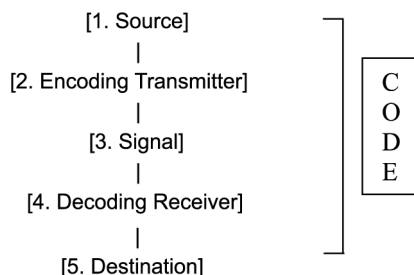 [1. Source]
|
[2. Encoding Transmitter]
|
[3. Signal]
|
[4. Decoding Receiver]
|
[5. Destination]
C
O
D
E